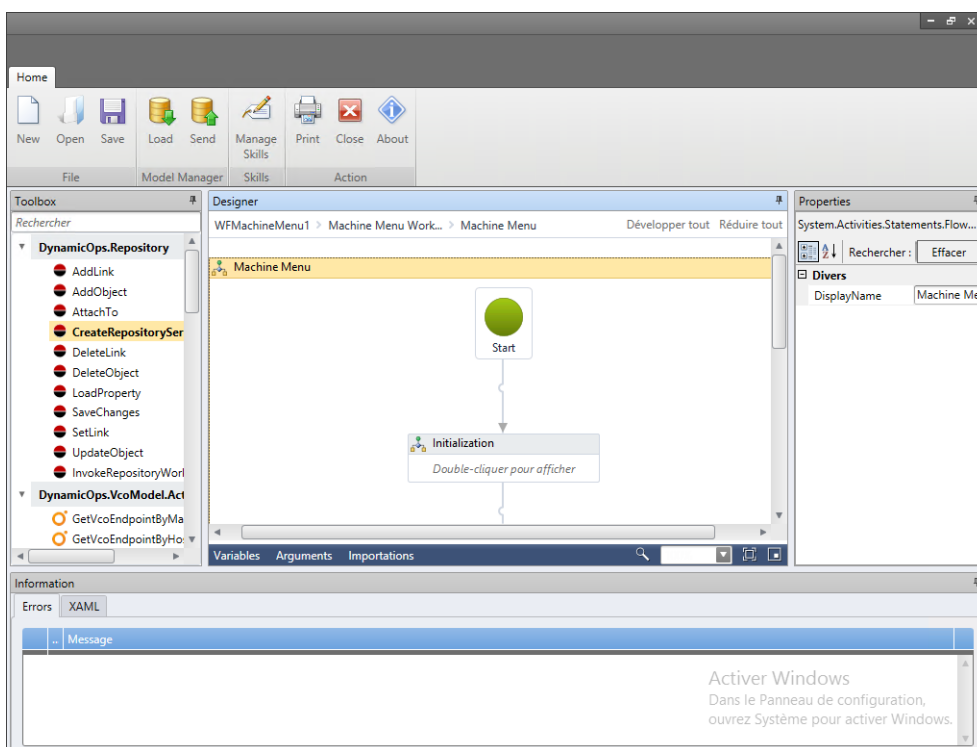 Home
New Open Save Load Send Manage Skills Print Close About
File Model Manager Skills Action
Toolbox
Rechercher
DynamicOps.Repository
AddLink
AddObject
AttachTo
CreateRepositorySer
DeleteLink
DeleteObject
LoadProperty
SaveChanges
SetLink
UpdateObject
InvokeRepositoryWorl
DynamicOps.VcoModel.Act
GetVcoEndpointByMa
GetVcoEndpointByHo
Designer
WFMachineMenu1 > Machine Menu Work... > Machine Menu Développer tout Réduire tout
Machine Menu
Start
Initialization
Double-cliquer pour afficher
Variables Arguments Importations
Properties
System.Activities.Statements.Flow...
Rechercher : Effacer
Divers
DisplayName Machine Me
Information
Errors XAML
.. Message
Activer Windows
Dans le Panneau de configuration,
ouvrez Système pour activer Windows.